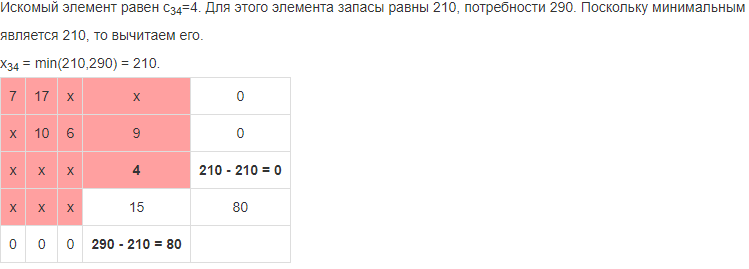 Искомый элемент равен c34=4. Для этого элемента запасы равны 210, потребности 290. Поскольку минимальным
является 210, то вычитаем его.
x34 = min(210,290) = 210.
7 17 x x 0
x 10 6 9 0
x x x 4 210 - 210 = 0
x x x 15 80
0 0 0 290 - 210 = 80